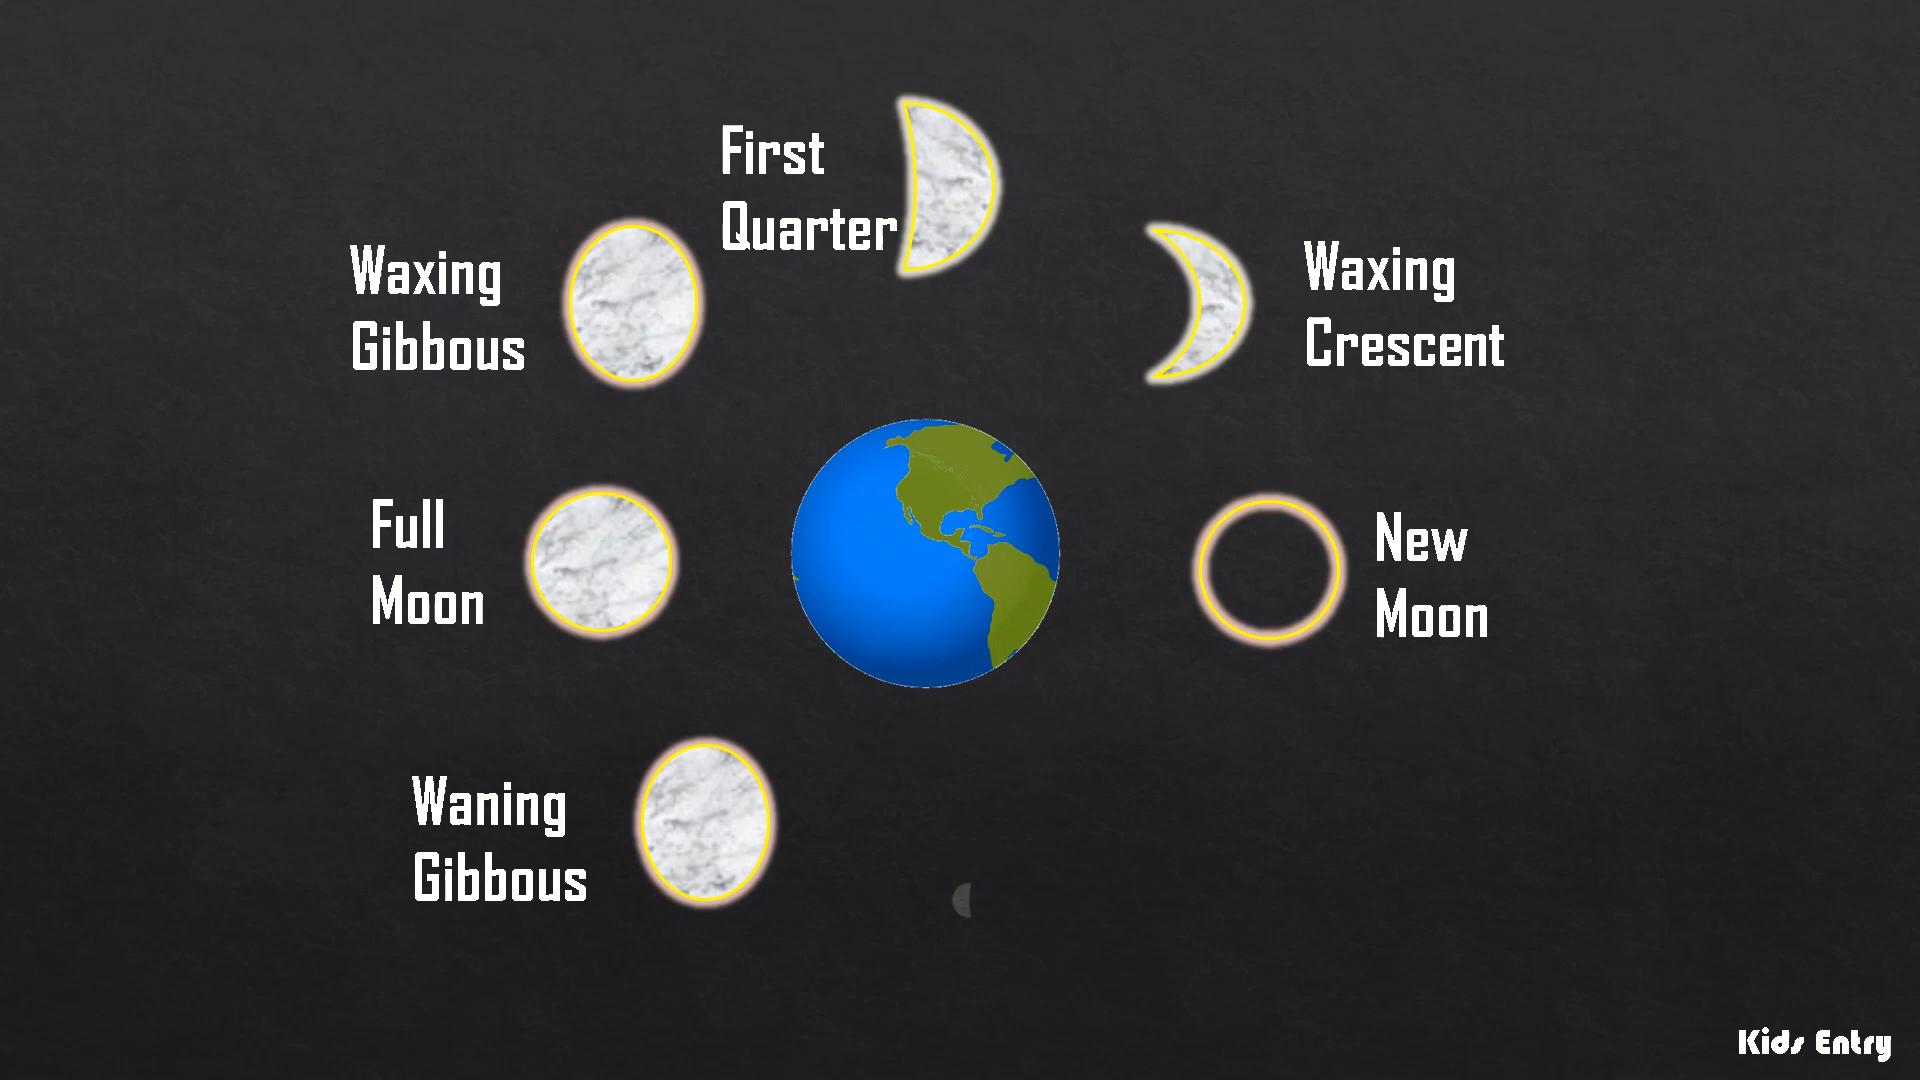 First
Quarter
Waxing
Gibbous
Waxing
Crescent
Full
Moon
New
Moon
Waning
Gibbous
Kids Entry